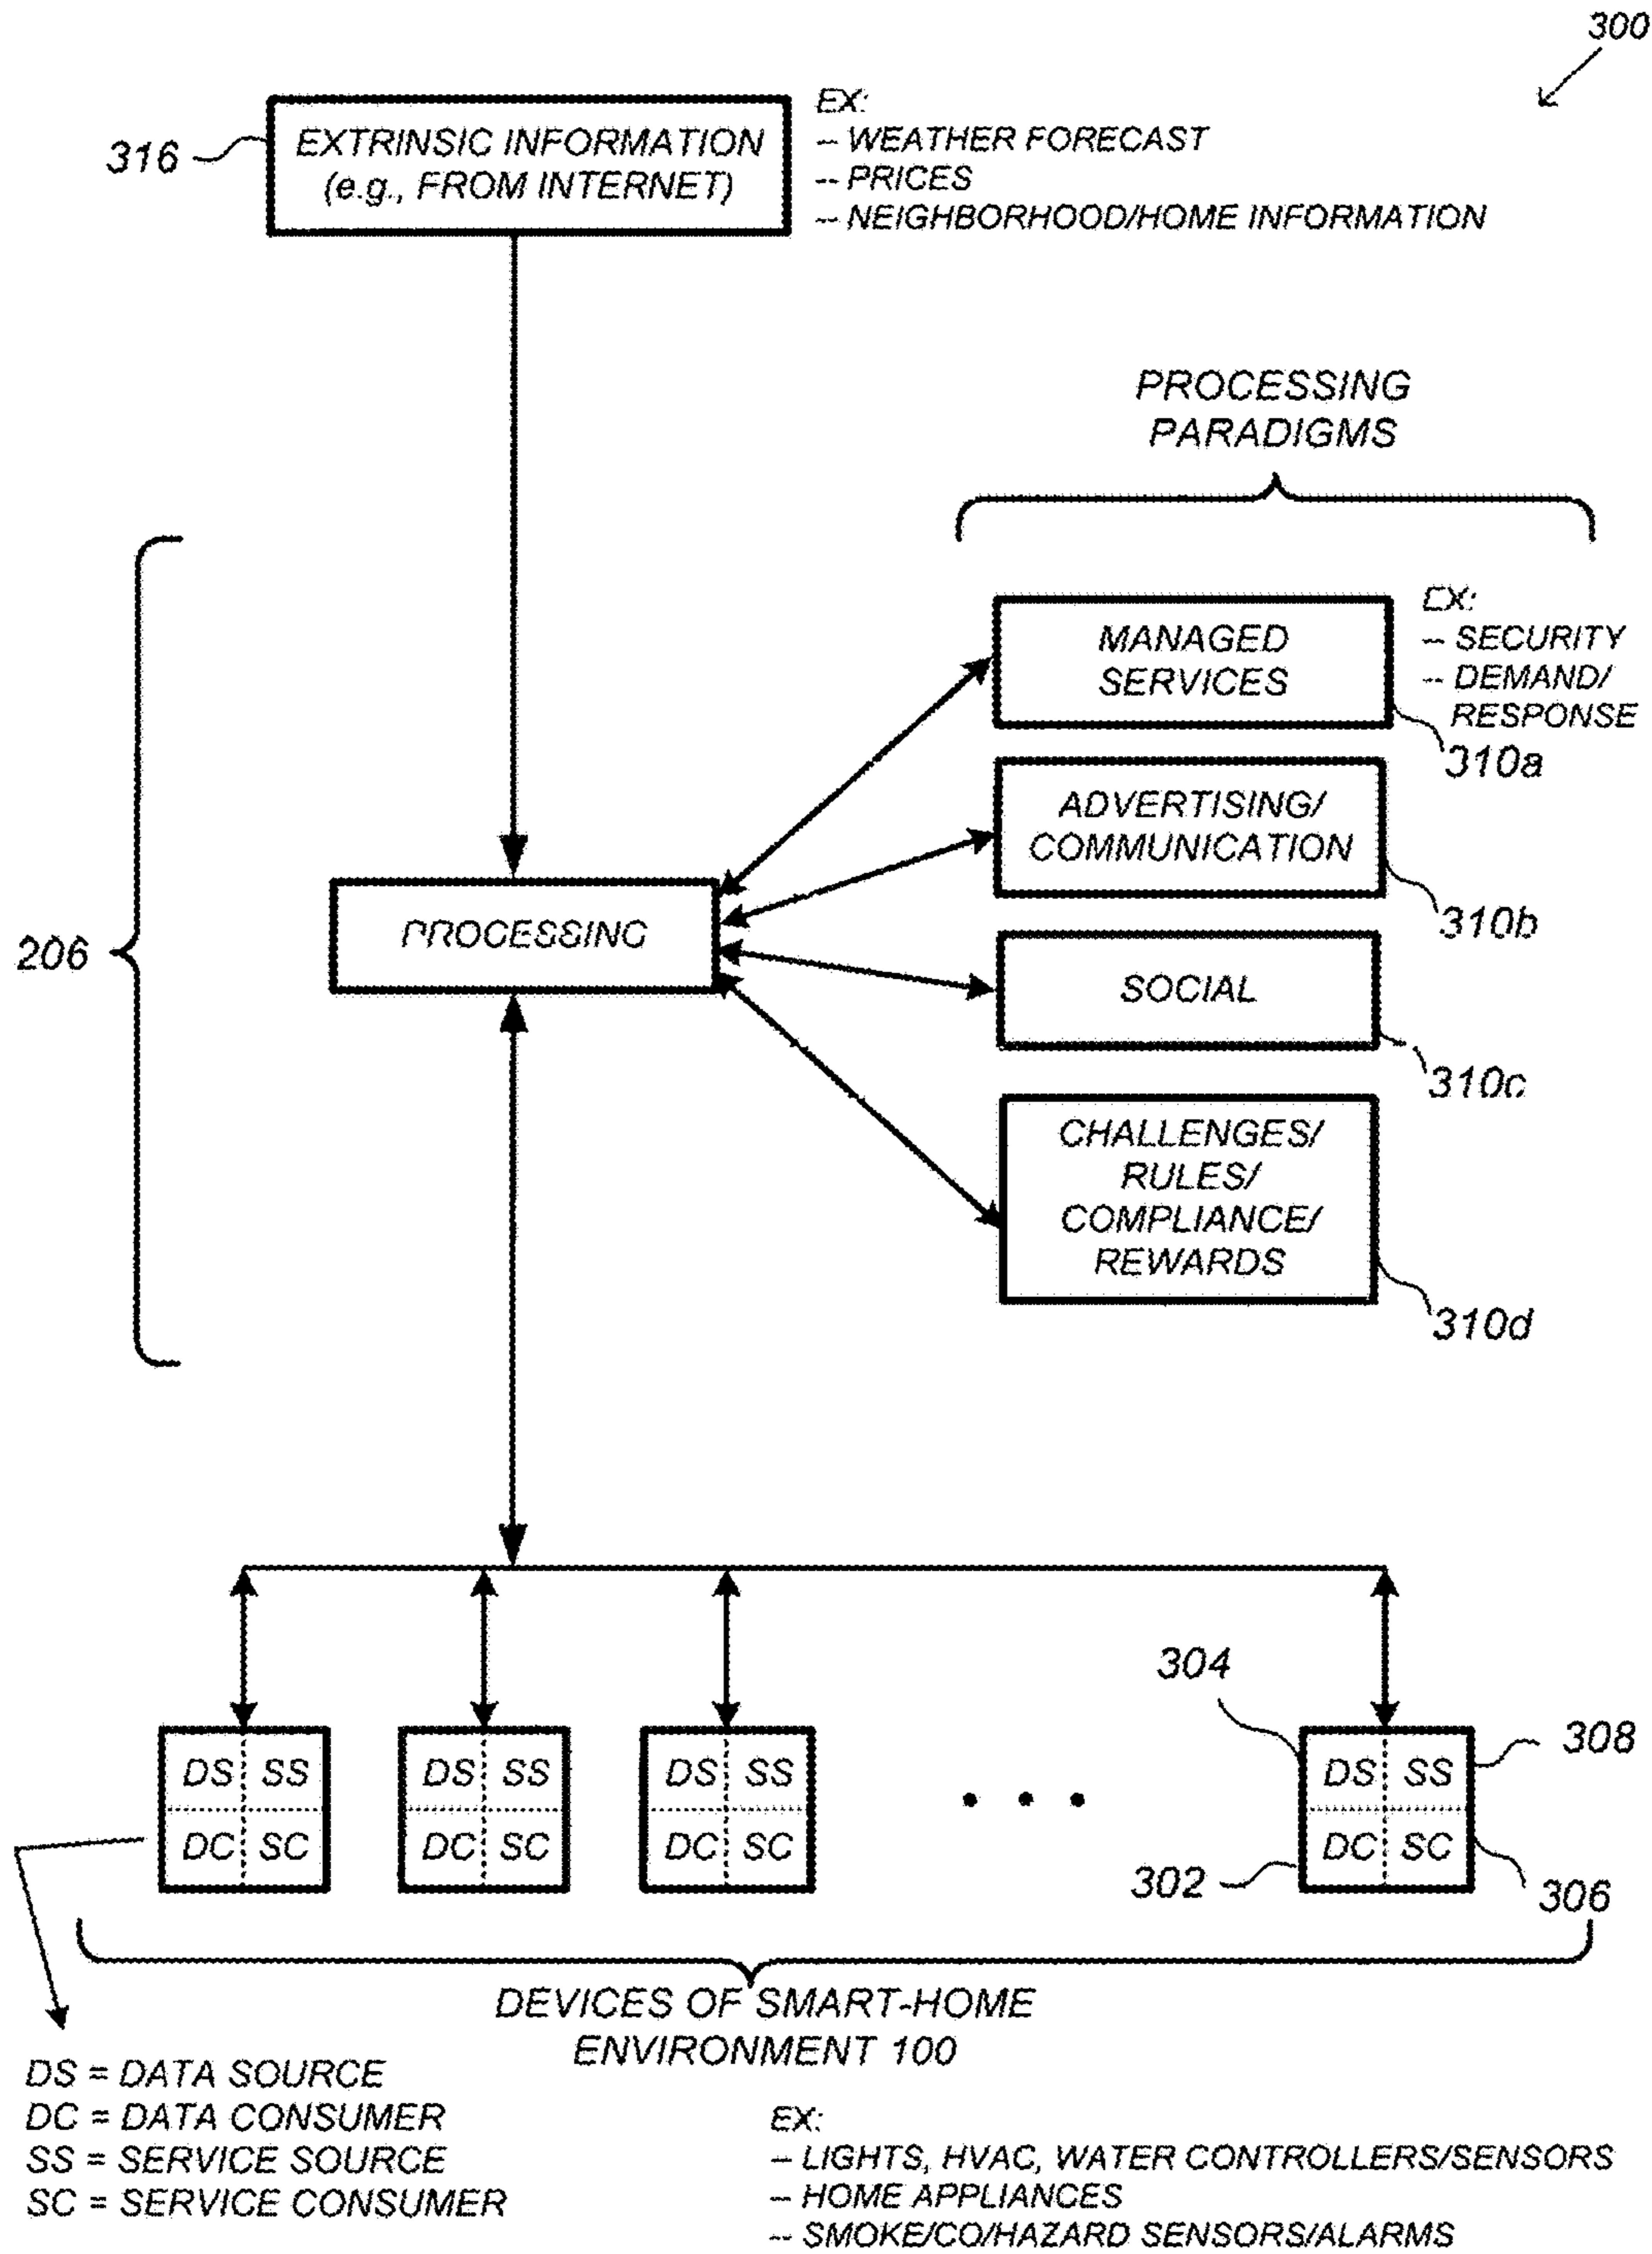 300
316
EXTRINSIC INFORMATION
(e.g., FROM INTERNET)
EX:
-- WEATHER FORECAST
-- PRICES
-- NEIGHBORHOOD/HOME INFORMATION
PROCESSING
PARADIGMS
206
PROCESSING
MANAGED
SERVICES
EX:
-- SECURITY
-- DEMAND/
RESPONSE
310a
ADVERTISING/
COMMUNICATION
310b
SOCIAL
310c
CHALLENGES/
RULES/
COMPLIANCE/
REWARDS
310d
DS SS
DC SC
DS SS
DC SC
DS SS
DC SC
• • •
304
308
DS SS
DC SC
302
306
DEVICES OF SMART-HOME
ENVIRONMENT 100
DS = DATA SOURCE
DC = DATA CONSUMER
SS = SERVICE SOURCE
SC = SERVICE CONSUMER
EX:
-- LIGHTS, HVAC, WATER CONTROLLERS/SENSORS
-- HOME APPLIANCES
-- SMOKE/CO/HAZARD SENSORS/ALARMS